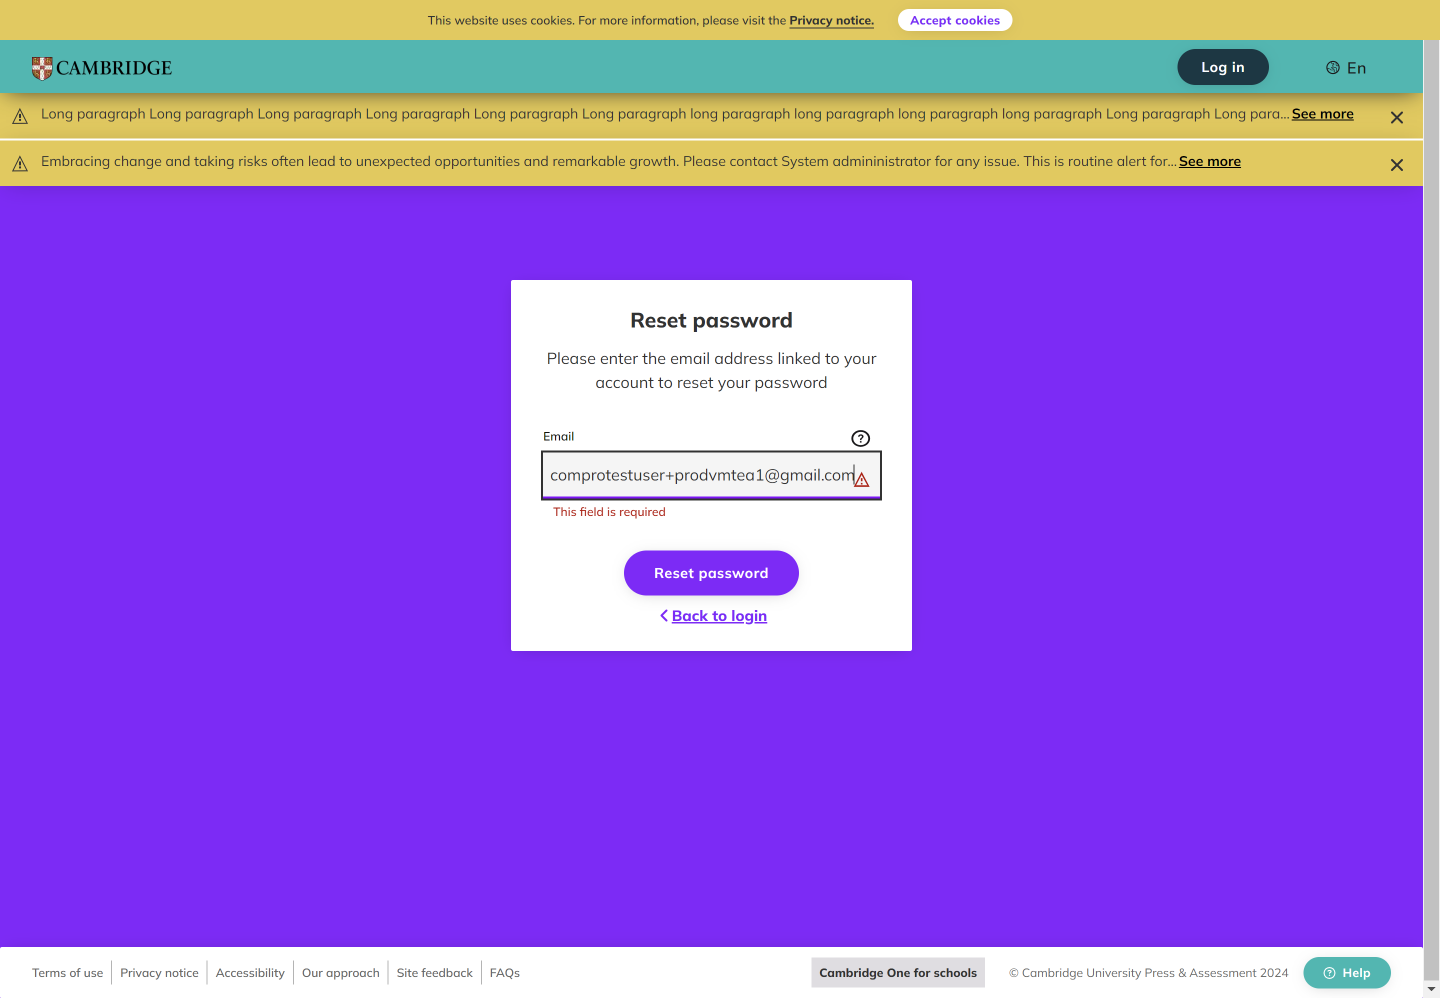 This website uses cookies. For more information, please visit the Privacy notice.
Accept cookies
CAMBRIDGE
Log in
En
Long paragraph Long paragraph Long paragraph Long paragraph Long paragraph Long paragraph long paragraph long paragraph long paragraph long paragraph Long paragraph Long para... See more
Embracing change and taking risks often lead to unexpected opportunities and remarkable growth. Please contact System admininistrator for any issue. This is routine alert for... See more
Reset password
Please enter the email address linked to your
account to reset your password
Email
comprotestuser+prodvmtea1@gmail.com
This field is required
Reset password
Back to login
Terms of use
Privacy notice
Accessibility
Our approach
Site feedback
FAQs
Cambridge One for schools
© Cambridge University Press & Assessment 2024
Help